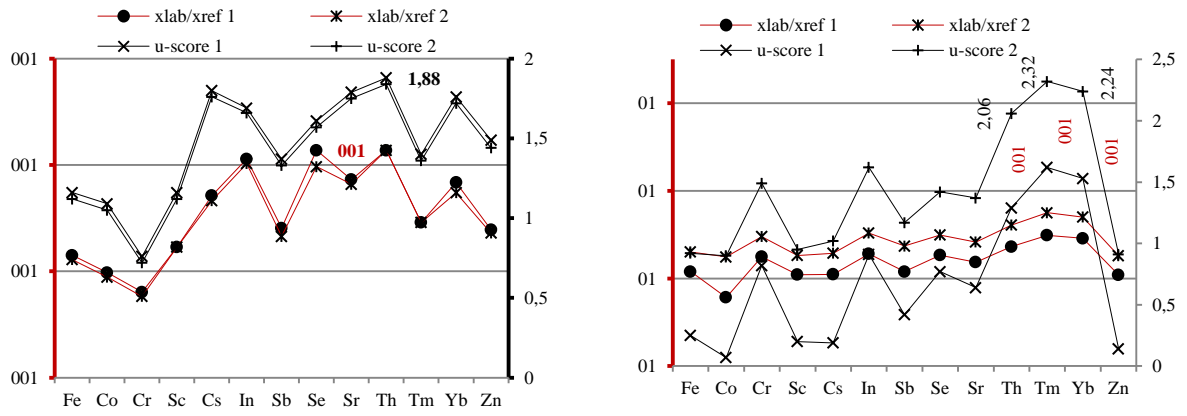 xlab/xref 1 xlab/xref 2
u-score 1 u-score 2
001 2
1,88
1,5
001 001
1
001
0,5
001 0
Fe Co Cr Sc Cs In Sb Se Sr Th Tm Yb Zn
xlab/xref 1 xlab/xref 2
u-score 1 u-score 2
2,5
2,32
2,24
01 2,06
2
001 001 001
1,5
01
1
01
0,5
01 0
Fe Co Cr Sc Cs In Sb Se Sr Th Tm Yb Zn